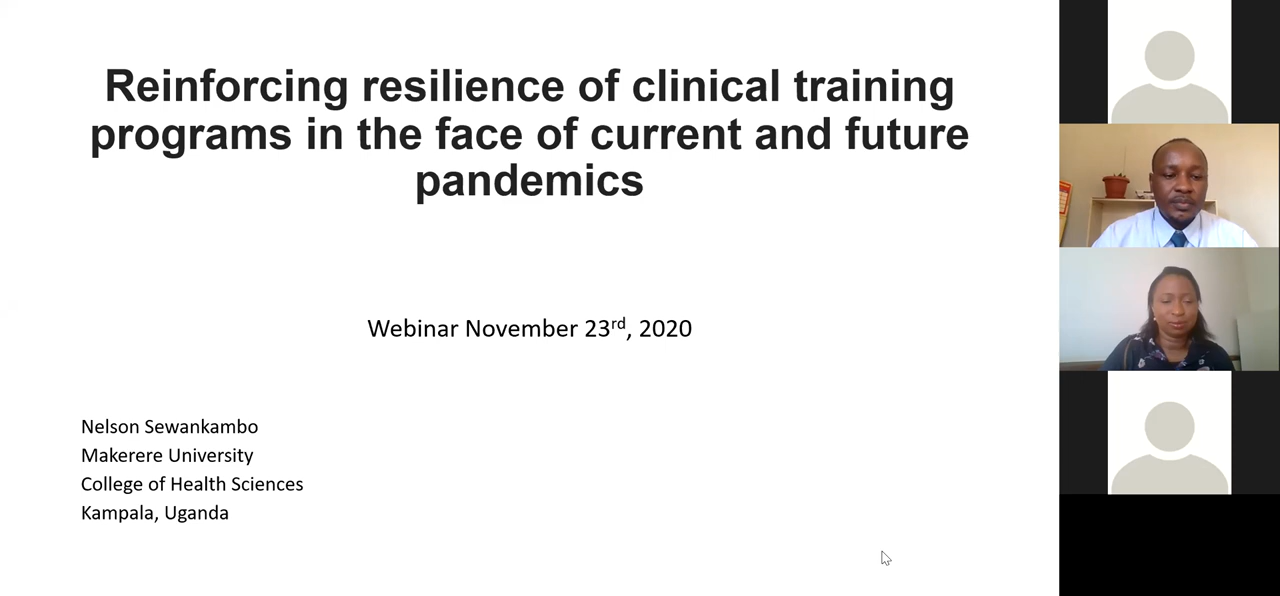 Reinforcing resilience of clinical training
programs in the face of current and future
pandemics
Webinar November 23rd, 2020
Nelson Sewankambo
Makerere University
College of Health Sciences
Kampala, Uganda